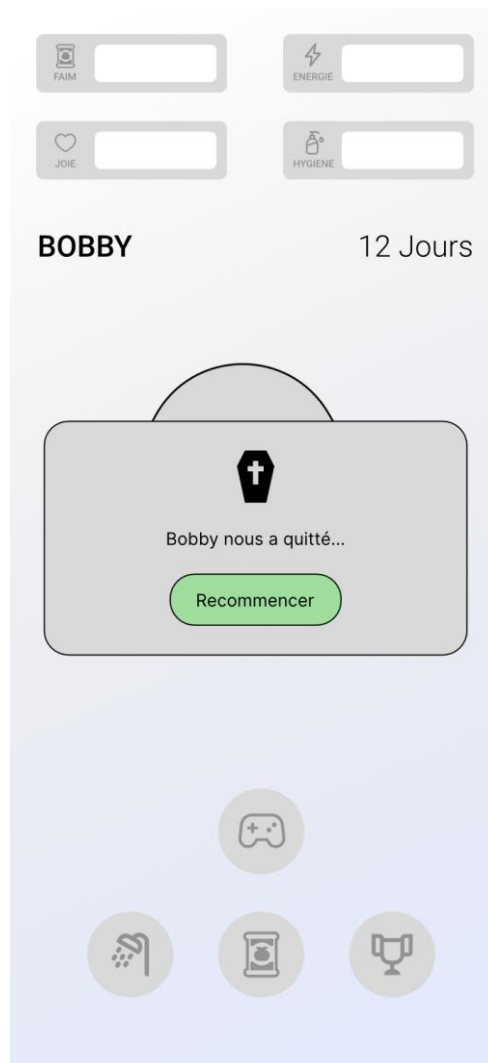 FAIM
ENERGIE
JOIE
HYGIENE
BOBBY
12 Jours
Bobby nous a quitté...
Recommencer